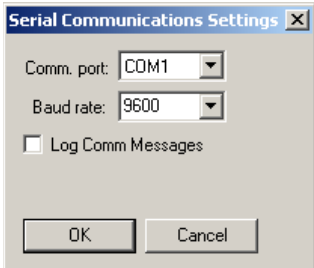 Serial Communications Settings
Comm. port: COM1
Baud rate: 9600
Log Comm Messages
OK Cancel